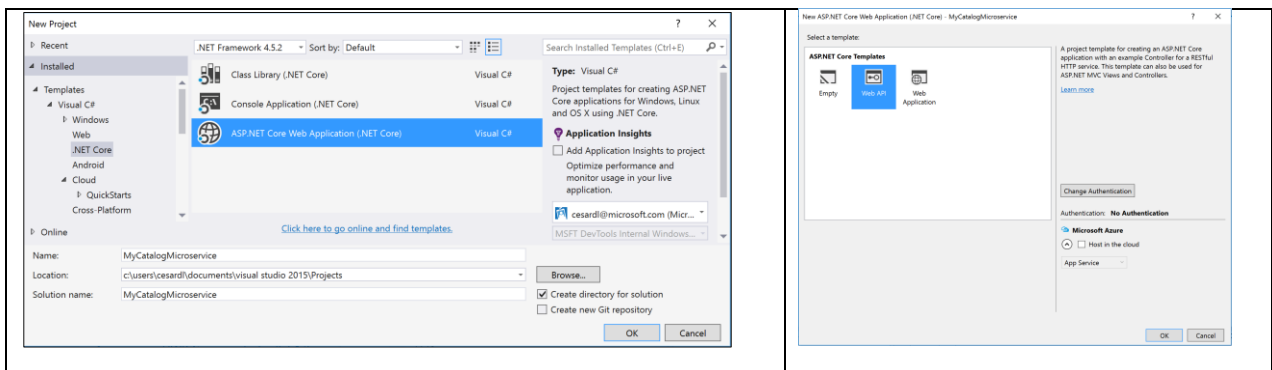 New Project
? ×
Recent
.NET Framework 4.5.2
Sort by: Default
Search Installed Templates (Ctrl+E)
Installed
Templates
Visual C#
Windows
Web
.NET Core
Android
Cloud
QuickStarts
Cross-Platform
Online
Class Library (.NET Core) Visual C#
Console Application (.NET Core) Visual C#
ASP.NET Core Web Application (.NET Core) Visual C#
Click here to go online and find templates.
Type: Visual C#
Project templates for creating ASP.NET
Core applications for Windows, Linux
and OS X using .NET Core.
Application Insights
Add Application Insights to project
Optimize performance and
monitor usage in your live
application.
cesardl@microsoft.com (Micr...
MSFT DevTools Internal Windows...
Name: MyCatalogMicroservice
Location: c:\users\cesardl\documents\visual studio 2015\Projects
Browse...
Solution name: MyCatalogMicroservice
Create directory for solution
Create new Git repository
OK Cancel
New ASP.NET Core Web Application (.NET Core) - MyCatalogMicroservice
? ×
Select a template:
ASP.NET Core Templates
Empty
Web API
Web
Application
A project template for creating an ASP.NET Core
application with an example Controller for a RESTful
HTTP service. This template can also be used for
ASP.NET MVC Views and Controllers.
Learn more
Change Authentication
Authentication: No Authentication
Microsoft Azure
Host in the cloud
App Service
OK Cancel